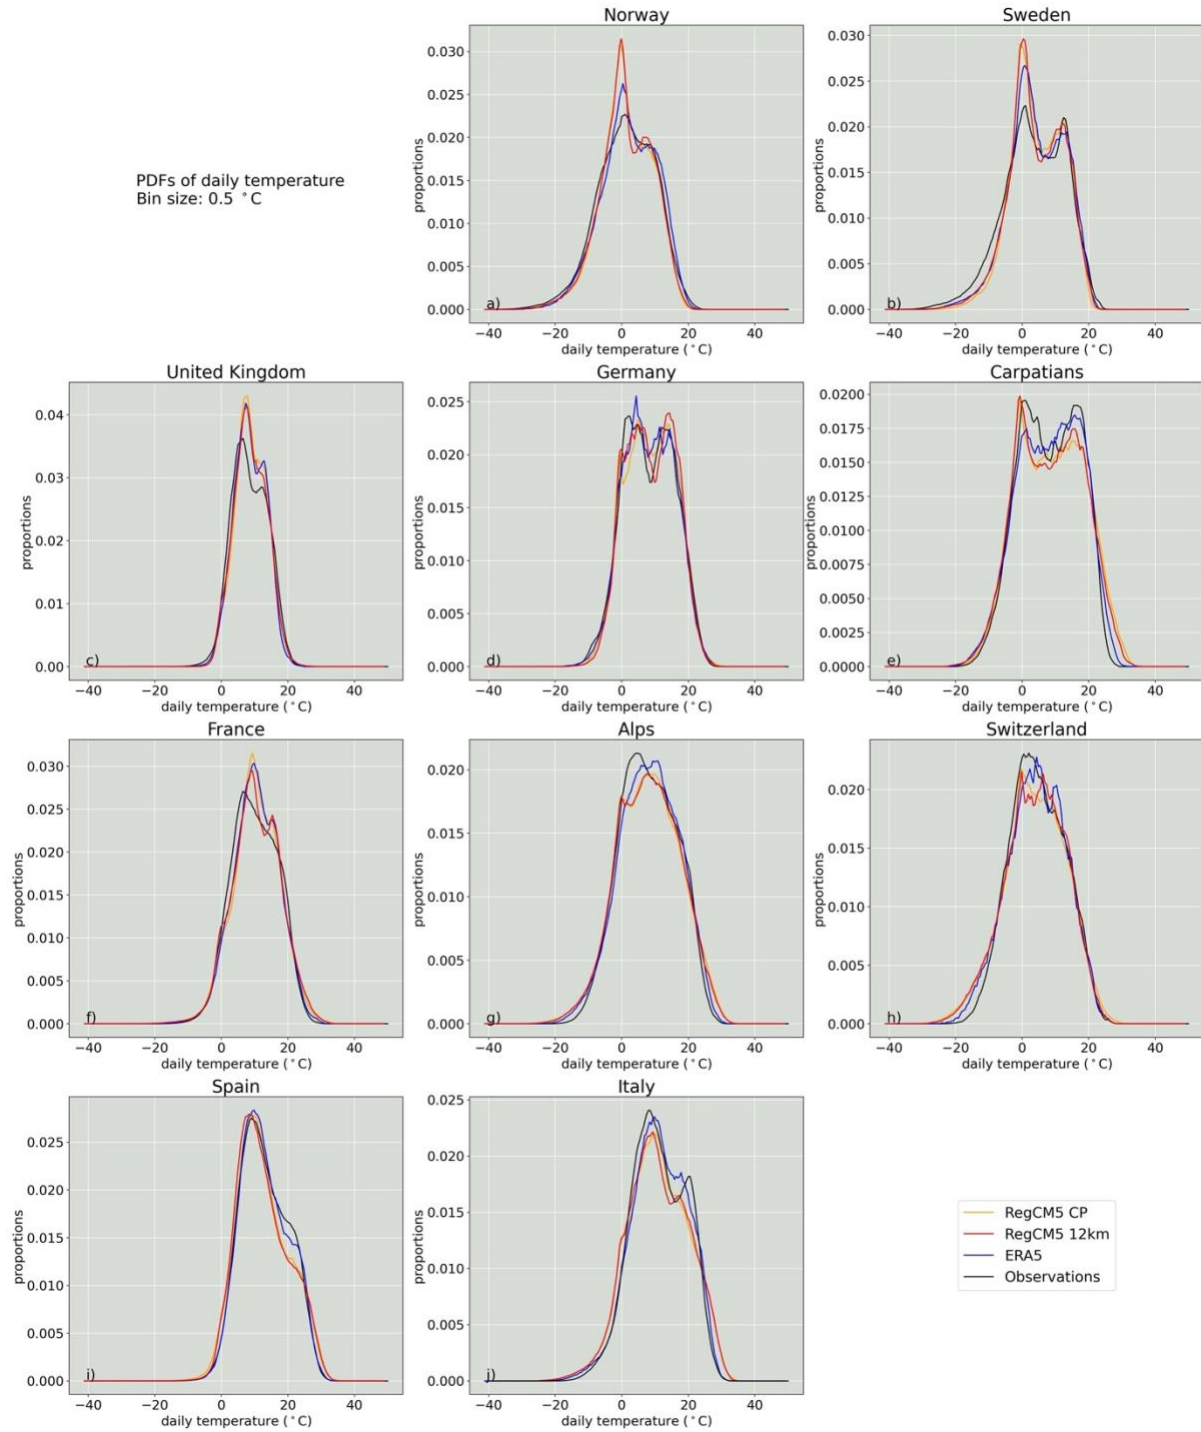 PDFs of daily temperature
Bin size: 0.5 °C
Norway
proportions
0.030
0.025
0.020
0.015
0.010
0.005
0.000
a)
−40 −20 0 20 40
daily temperature (°C)
Sweden
proportions
0.030
0.025
0.020
0.015
0.010
0.005
0.000
b)
−40 −20 0 20 40
daily temperature (°C)
United Kingdom
proportions
0.04
0.03
0.02
0.01
0.00
c)
−40 −20 0 20 40
daily temperature (°C)
Germany
proportions
0.025
0.020
0.015
0.010
0.005
0.000
d)
−40 −20 0 20 40
daily temperature (°C)
Carpatians
proportions
0.0200
0.0175
0.0150
0.0125
0.0100
0.0075
0.0050
0.0025
0.0000
e)
−40 −20 0 20 40
daily temperature (°C)
France
proportions
0.030
0.025
0.020
0.015
0.010
0.005
0.000
f)
−40 −20 0 20 40
daily temperature (°C)
Alps
proportions
0.020
0.015
0.010
0.005
0.000
g)
−40 −20 0 20 40
daily temperature (°C)
Switzerland
proportions
0.020
0.015
0.010
0.005
0.000
h)
−40 −20 0 20 40
daily temperature (°C)
Spain
proportions
0.025
0.020
0.015
0.010
0.005
0.000
i)
−40 −20 0 20 40
daily temperature (°C)
Italy
proportions
0.025
0.020
0.015
0.010
0.005
0.000
j)
−40 −20 0 20 40
daily temperature (°C)
RegCM5 CP
RegCM5 12km
ERA5
Observations